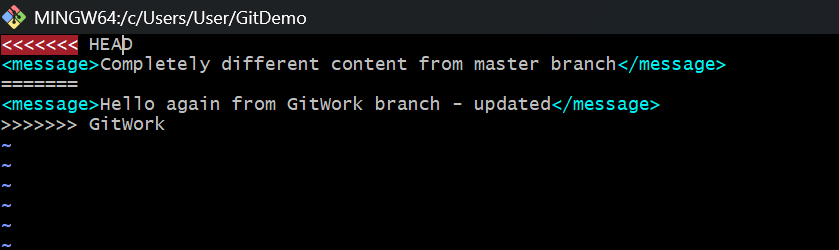 MINGW64:/c/Users/User/GitDemo
<<<<<<< HEAD
<message>Completely different content from master branch</message>
=======
<message>Hello again from GitWork branch - updated</message>
>>>>>>> GitWork
~
~
~
~
~
~